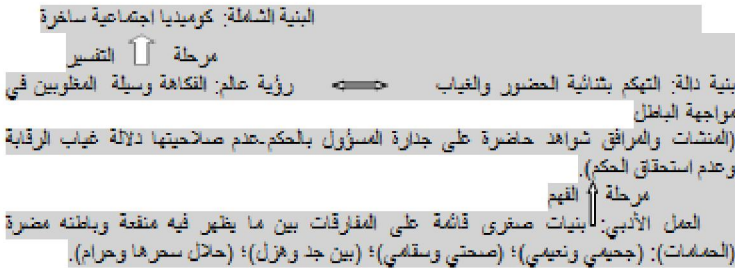 البنية الشاملة: كوميديا اجتماعية ساخرة
مرحلة التفسير
بنية دالة: التهكم بثنائية الحضور والغياب رؤية عالم: الفكاهة وسيلة المغلوبين في
مواجهة الباطل
(المنشات والمرافق شواهد حاضرة على جدارة المسؤول بالحكم-عدم صلاحيتها دلالة غياب الرقابة
وعدم استحقاق الحكم).
مرحلة الفهم
العمل الأدبي: بنيات صغرى قائمة على المفارقات بين ما يظهر فيه منفعة وباطنه مضرة
(الحمامات): (جحيمي ونعيمي)؛ (صحتي وسقامي)؛ (بين جد وهزل)؛ (حلال سحرها وحرام).